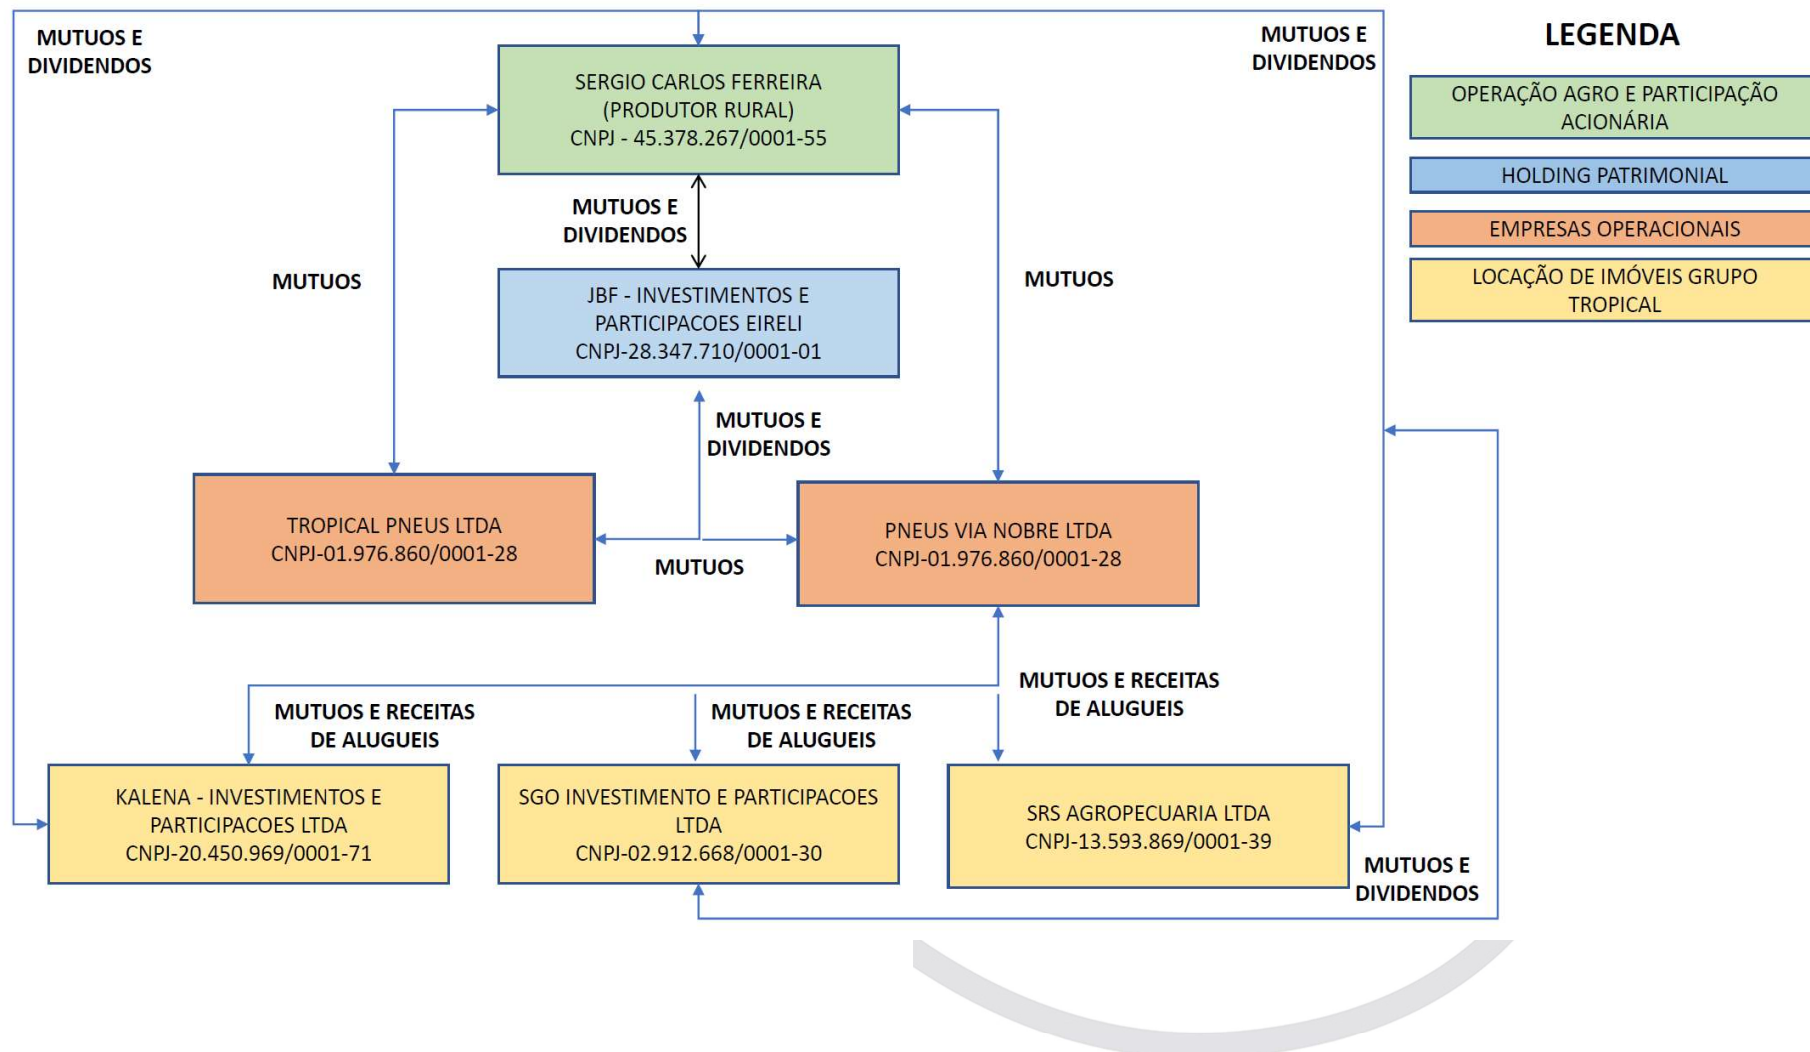 MUTUOS E
DIVIDENDOS
SERGIO CARLOS FERREIRA
(PRODUTOR RURAL)
CNPJ - 45.378.267/0001-55
MUTUOS E
DIVIDENDOS
LEGENDA
OPERAÇÃO AGRO E PARTICIPAÇÃO
ACIONÁRIA
HOLDING PATRIMONIAL
EMPRESAS OPERACIONAIS
LOCAÇÃO DE IMÓVEIS GRUPO
TROPICAL
MUTUOS E
DIVIDENDOS
MUTUOS
MUTUOS
JBF - INVESTIMENTOS E
PARTICIPACOES EIRELI
CNPJ-28.347.710/0001-01
MUTUOS E
DIVIDENDOS
TROPICAL PNEUS LTDA
CNPJ-01.976.860/0001-28
MUTUOS
PNEUS VIA NOBRE LTDA
CNPJ-01.976.860/0001-28
MUTUOS E RECEITAS
DE ALUGUEIS
MUTUOS E RECEITAS
DE ALUGUEIS
MUTUOS E RECEITAS
DE ALUGUEIS
KALENA - INVESTIMENTOS E
PARTICIPACOES LTDA
CNPJ-20.450.969/0001-71
SGO INVESTIMENTO E PARTICIPACOES
LTDA
CNPJ-02.912.668/0001-30
SRS AGROPECUARIA LTDA
CNPJ-13.593.869/0001-39
MUTUOS E
DIVIDENDOS